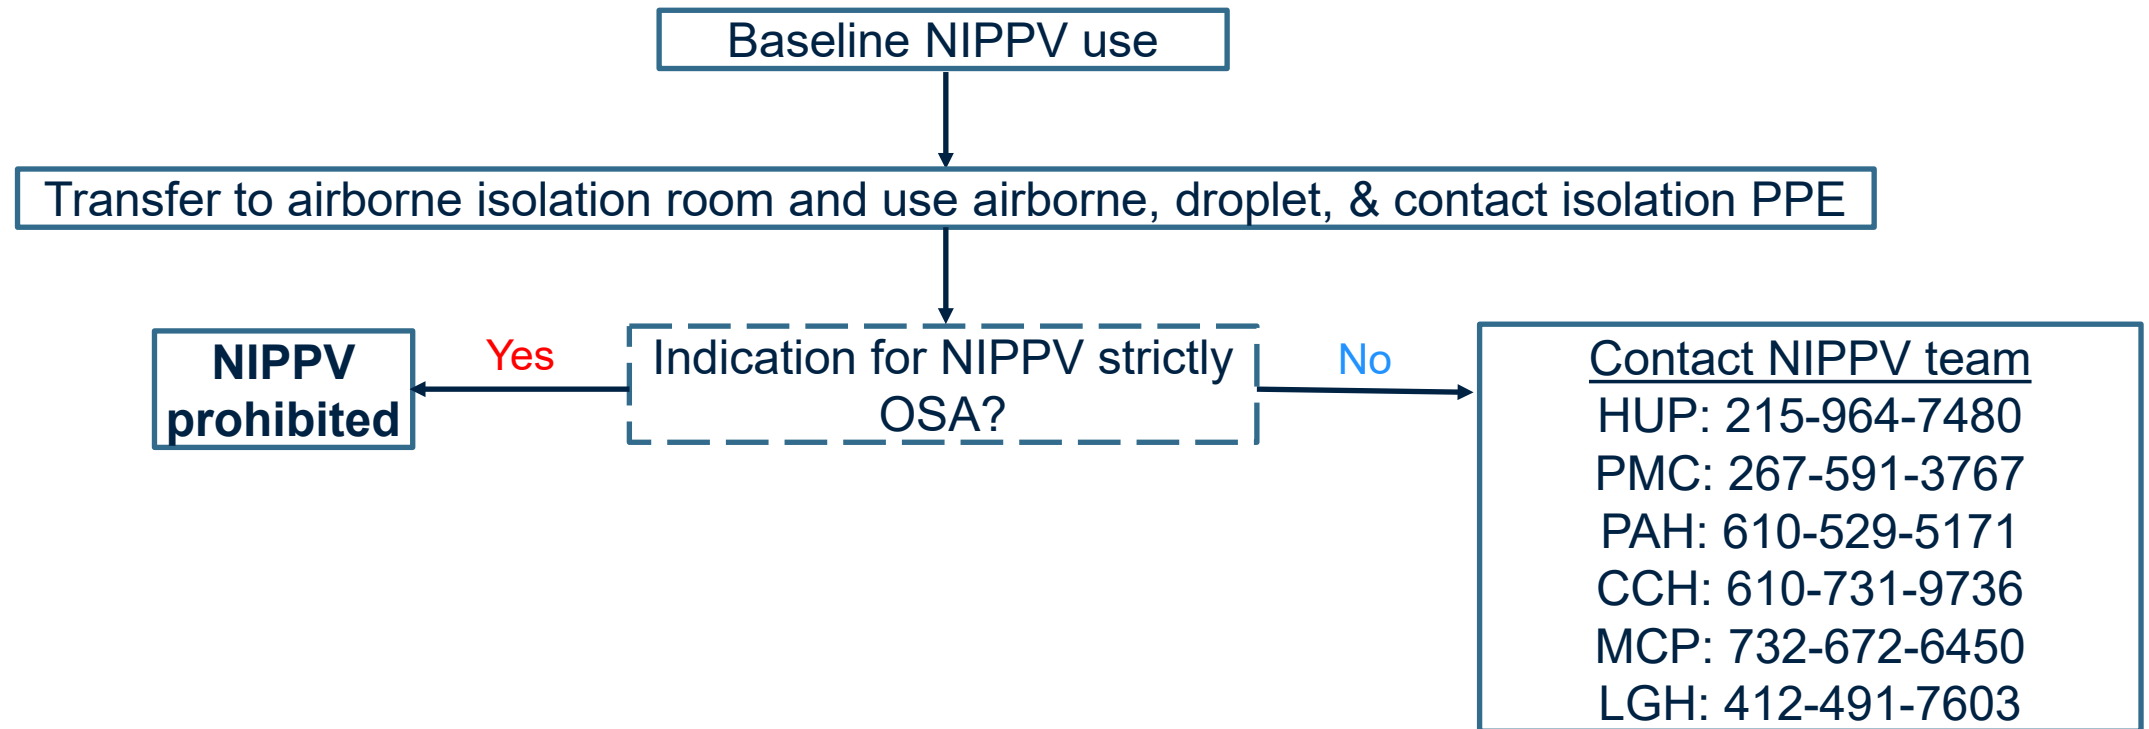 Baseline NIPPV use
Transfer to airborne isolation room and use airborne, droplet, & contact isolation PPE
NIPPV
prohibited
Yes
Indication for NIPPV strictly
OSA?
No
Contact NIPPV team
HUP: 215-964-7480
PMC: 267-591-3767
PAH: 610-529-5171
CCH: 610-731-9736
MCP: 732-672-6450
LGH: 412-491-7603